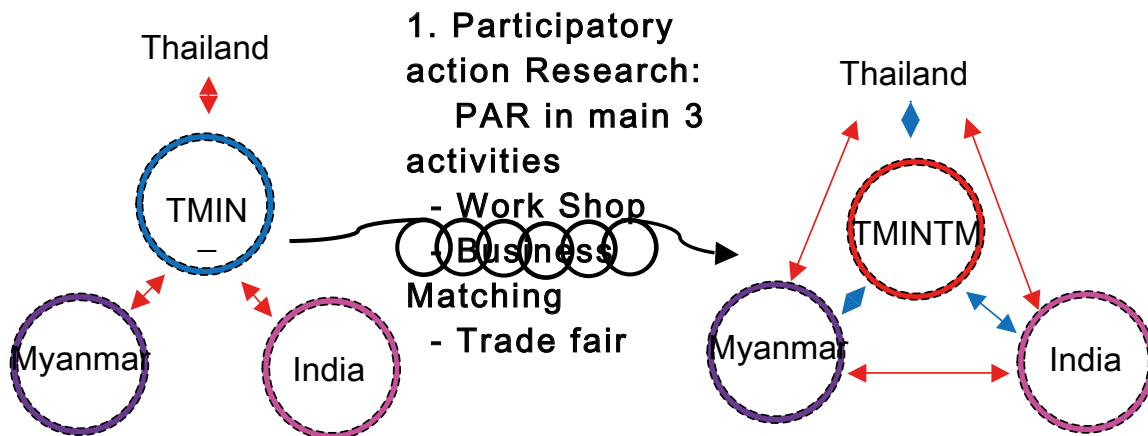 Thailand
TMIN
_
Myanmar
India
1. Participatory
action Research:
PAR in main 3
activities
- Work Shop
- Business
Matching
- Trade fair
Thailand
TMINTM
Myanmar
India